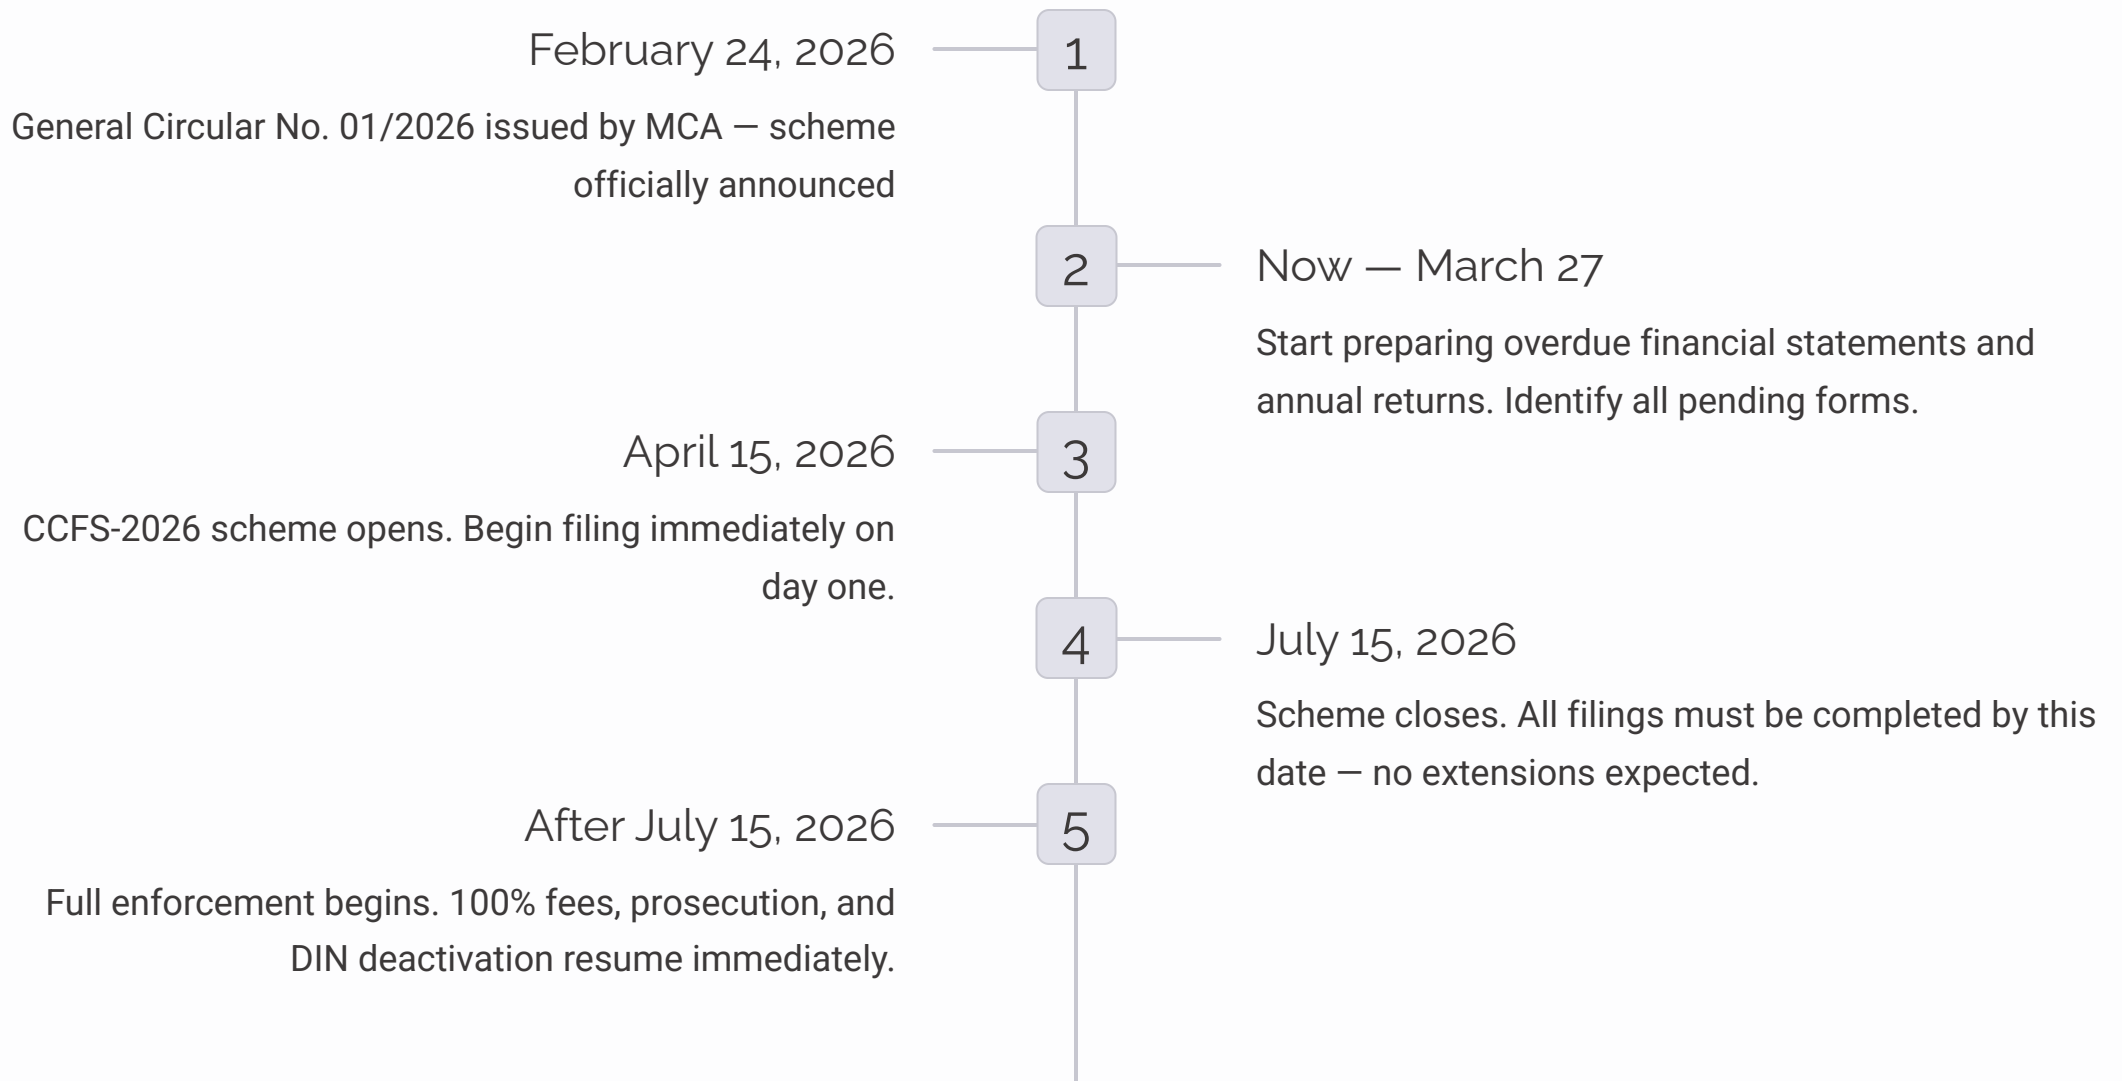 February 24, 2026
1
General Circular No. 01/2026 issued by MCA — scheme
officially announced
2
Now — March 27
Start preparing overdue financial statements and
annual returns. Identify all pending forms.
April 15, 2026
3
CCFS-2026 scheme opens. Begin filing immediately on
day one.
4
July 15, 2026
Scheme closes. All filings must be completed by this
date — no extensions expected.
After July 15, 2026
5
Full enforcement begins. 100% fees, prosecution, and
DIN deactivation resume immediately.